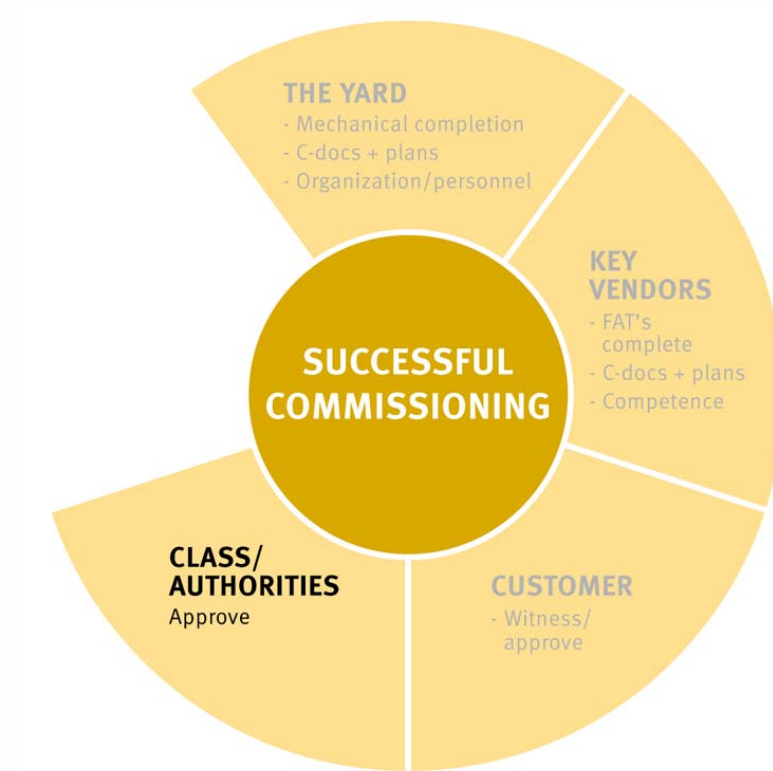 THE YARD
- Mechanical completion
- C-docs + plans
- Organization/personnel
KEY
VENDORS
- FAT's
complete
- C-docs + plans
- Competence
SUCCESSFUL
COMMISSIONING
CLASS/
AUTHORITIES
Approve
CUSTOMER
- Witness/
approve